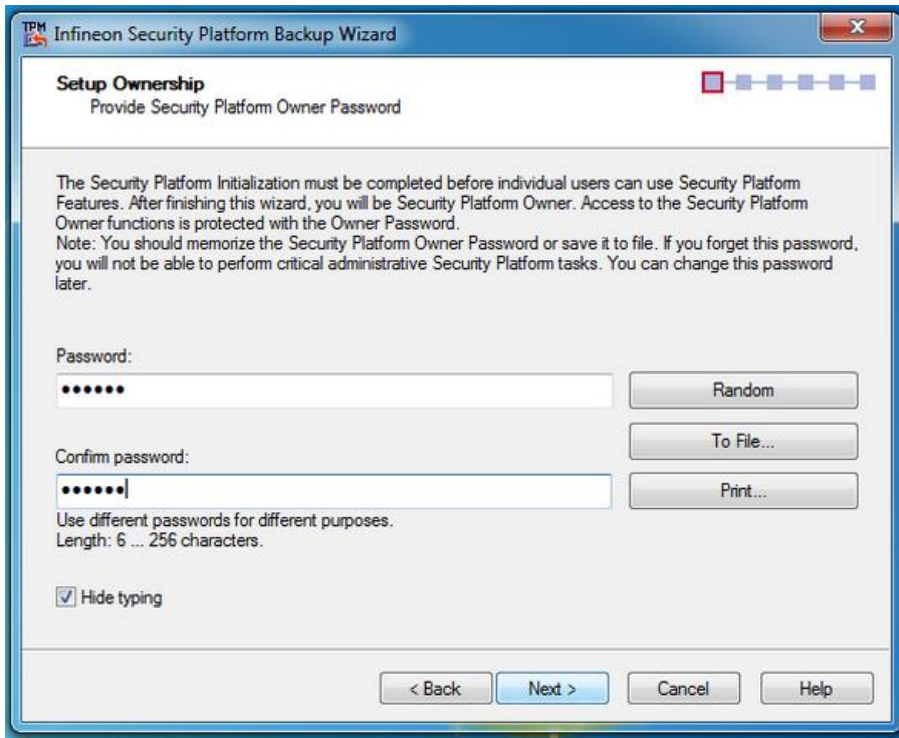 TPM
Infineon Security Platform Backup Wizard
Setup Ownership
Provide Security Platform Owner Password
The Security Platform Initialization must be completed before individual users can use Security Platform
Features. After finishing this wizard, you will be Security Platform Owner. Access to the Security Platform
Owner functions is protected with the Owner Password.
Note: You should memorize the Security Platform Owner Password or save it to file. If you forget this password,
you will not be able to perform critical administrative Security Platform tasks. You can change this password
later.
Password:
••••••
Random
To File...
Confirm password:
••••••
Print...
Use different passwords for different purposes.
Length: 6 ... 256 characters.
Hide typing
< Back
Next >
Cancel
Help